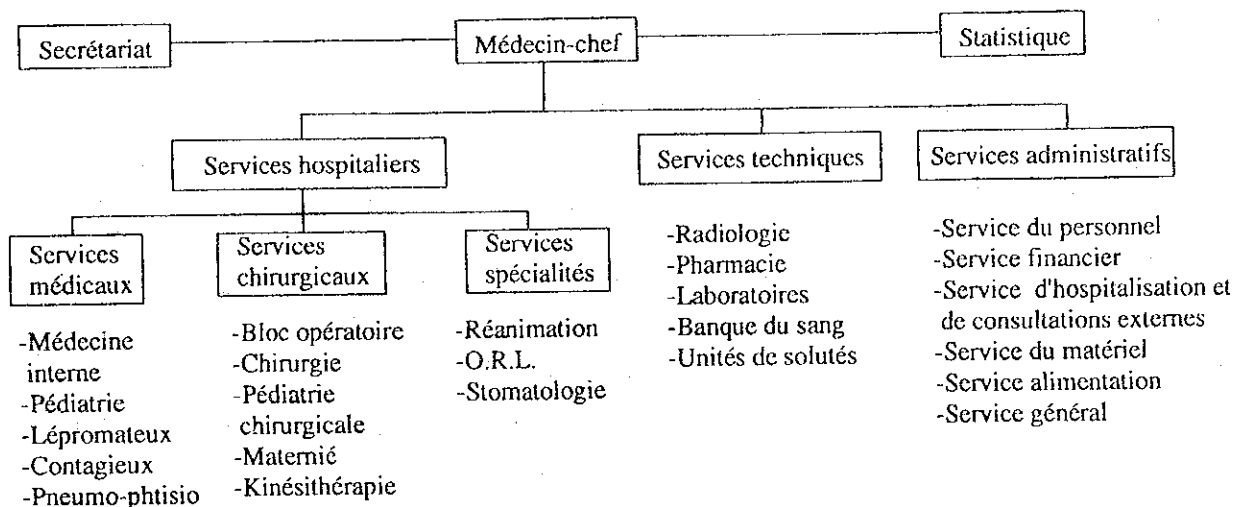 Secrétariat
Médecin-chef
Statistique
Services hospitaliers
Services techniques
Services administratifs
Services
médicaux
Services
chirurgicaux
Services
spécialités
-Médecine
interne
-Pédiatrie
-Lépromateux
-Contagieux
-Pneumo-phtisio
-Bloc opératoire
-Chirurgie
-Pédiatrie
chirurgicale
-Maternié
-Kinésithérapie
-Réanimation
-O.R.L.
-Stomatologie
-Radiologie
-Pharmacie
-Laboratoires
-Banque du sang
-Unités de solutés
-Service du personnel
-Service financier
-Service d'hospitalisation et
de consultations externes
-Service du matériel
-Service alimentation
-Service général